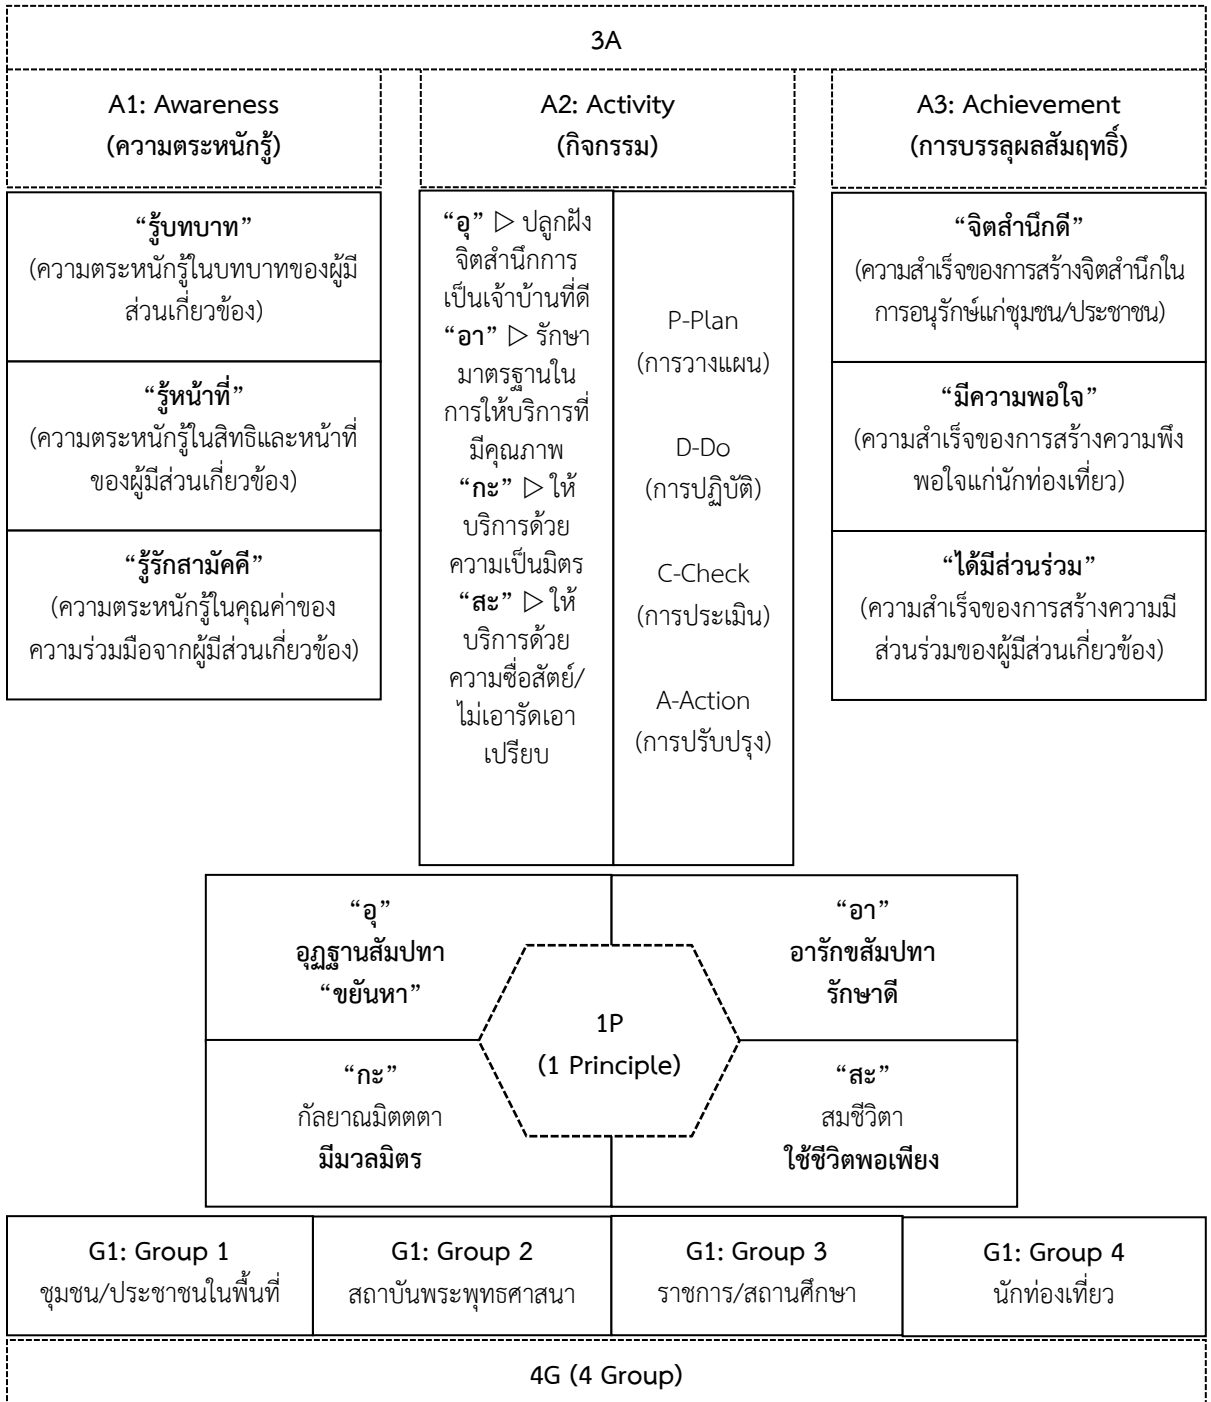 3A
A1: Awareness
(ความตระหนักรู้)
A2: Activity
(กิจกรรม)
A3: Achievement
(การบรรลุผลสัมฤทธิ์)
“รู้บทบาท”
(ความตระหนักรู้ในบทบาทของผู้มี
ส่วนเกี่ยวข้อง)
“รู้หน้าที่”
(ความตระหนักรู้ในสิทธิและหน้าที่
ของผู้มีส่วนเกี่ยวข้อง)
“รู้รักสามัคคี”
(ความตระหนักรู้ในคุณค่าของ
ความร่วมมือจากผู้มีส่วนเกี่ยวข้อง)
“อุ” ▷ ปลูกฝัง
จิตสำนึกการ
เป็นเจ้าบ้านที่ดี
“อา” ▷ รักษา
มาตรฐานใน
การให้บริการที่
มีคุณภาพ
“กะ” ▷ ให้
บริการด้วย
ความเป็นมิตร
“สะ” ▷ ให้
บริการด้วย
ความซื่อสัตย์/
ไม่เอารัดเอา
เปรียบ
P-Plan
(การวางแผน)
D-Do
(การปฏิบัติ)
C-Check
(การประเมิน)
A-Action
(การปรับปรุง)
“จิตสำนึกดี”
(ความสำเร็จของการสร้างจิตสำนึกใน
การอนุรักษ์แก่ชุมชน/ประชาชน)
“มีความพอใจ”
(ความสำเร็จของการสร้างความพึง
พอใจแก่นักท่องเที่ยว)
“ได้มีส่วนร่วม”
(ความสำเร็จของการสร้างความมี
ส่วนร่วมของผู้มีส่วนเกี่ยวข้อง)
“อุ”
อุฏฐานสัมปทา
“ขยันหา”
“อา”
อารักขสัมปทา
รักษาดี
1P
(1 Principle)
“กะ”
กัลยาณมิตตตา
มีมวลมิตร
“สะ”
สมชีวิตา
ใช้ชีวิตพอเพียง
G1: Group 1
ชุมชน/ประชาชนในพื้นที่
G1: Group 2
สถาบันพระพุทธศาสนา
G1: Group 3
ราชการ/สถานศึกษา
G1: Group 4
นักท่องเที่ยว
4G (4 Group)